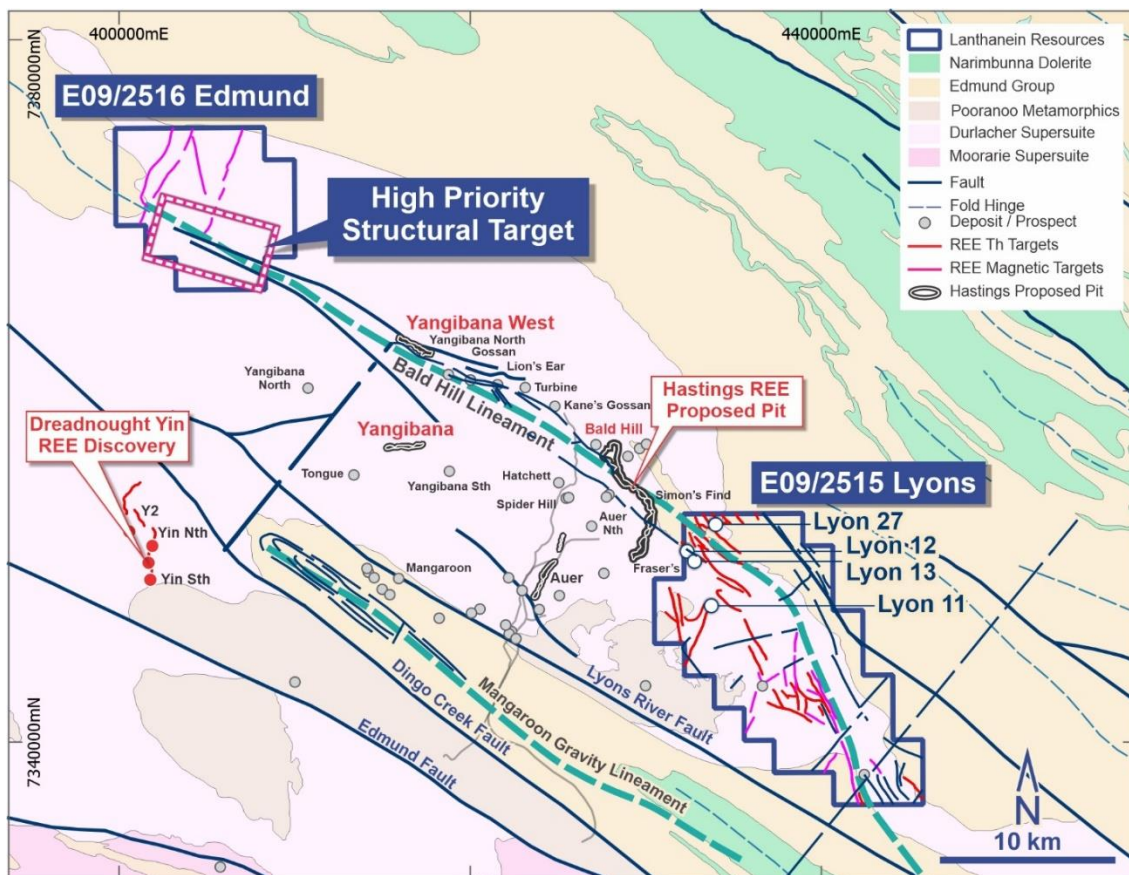 400000mE
440000mE
7380000mN
7340000mN
Lanthanein Resources
Narimbunna Dolerite
Edmund Group
Pooranoo Metamorphics
Durlacher Supersuite
Moorarie Supersuite
Fault
Fold Hinge
Deposit / Prospect
REE Th Targets
REE Magnetic Targets
Hastings Proposed Pit
E09/2516 Edmund
High Priority
Structural Target
Yangibana West
Yangibana North
Gossan
Lion's Ear
Turbine
Kane's Gossan
Yangibana
North
Bald Hill Lineament
Hastings REE
Proposed Pit
Bald Hill
Dreadnought Yin
REE Discovery
Yangibana
Tongue
Yangibana Sth
Hatchett
Spider Hill
Auer
Nth
Simon's Find
E09/2515 Lyons
Lyon 27
Lyon 12
Lyon 13
Lyon 11
Y2
Yin Nth
Yin Sth
Mangaroon
Auer
Fraser's
Lyons River Fault
Mangaroon Gravity Lineament
Dingo Creek Fault
Edmund Fault
N
10 km